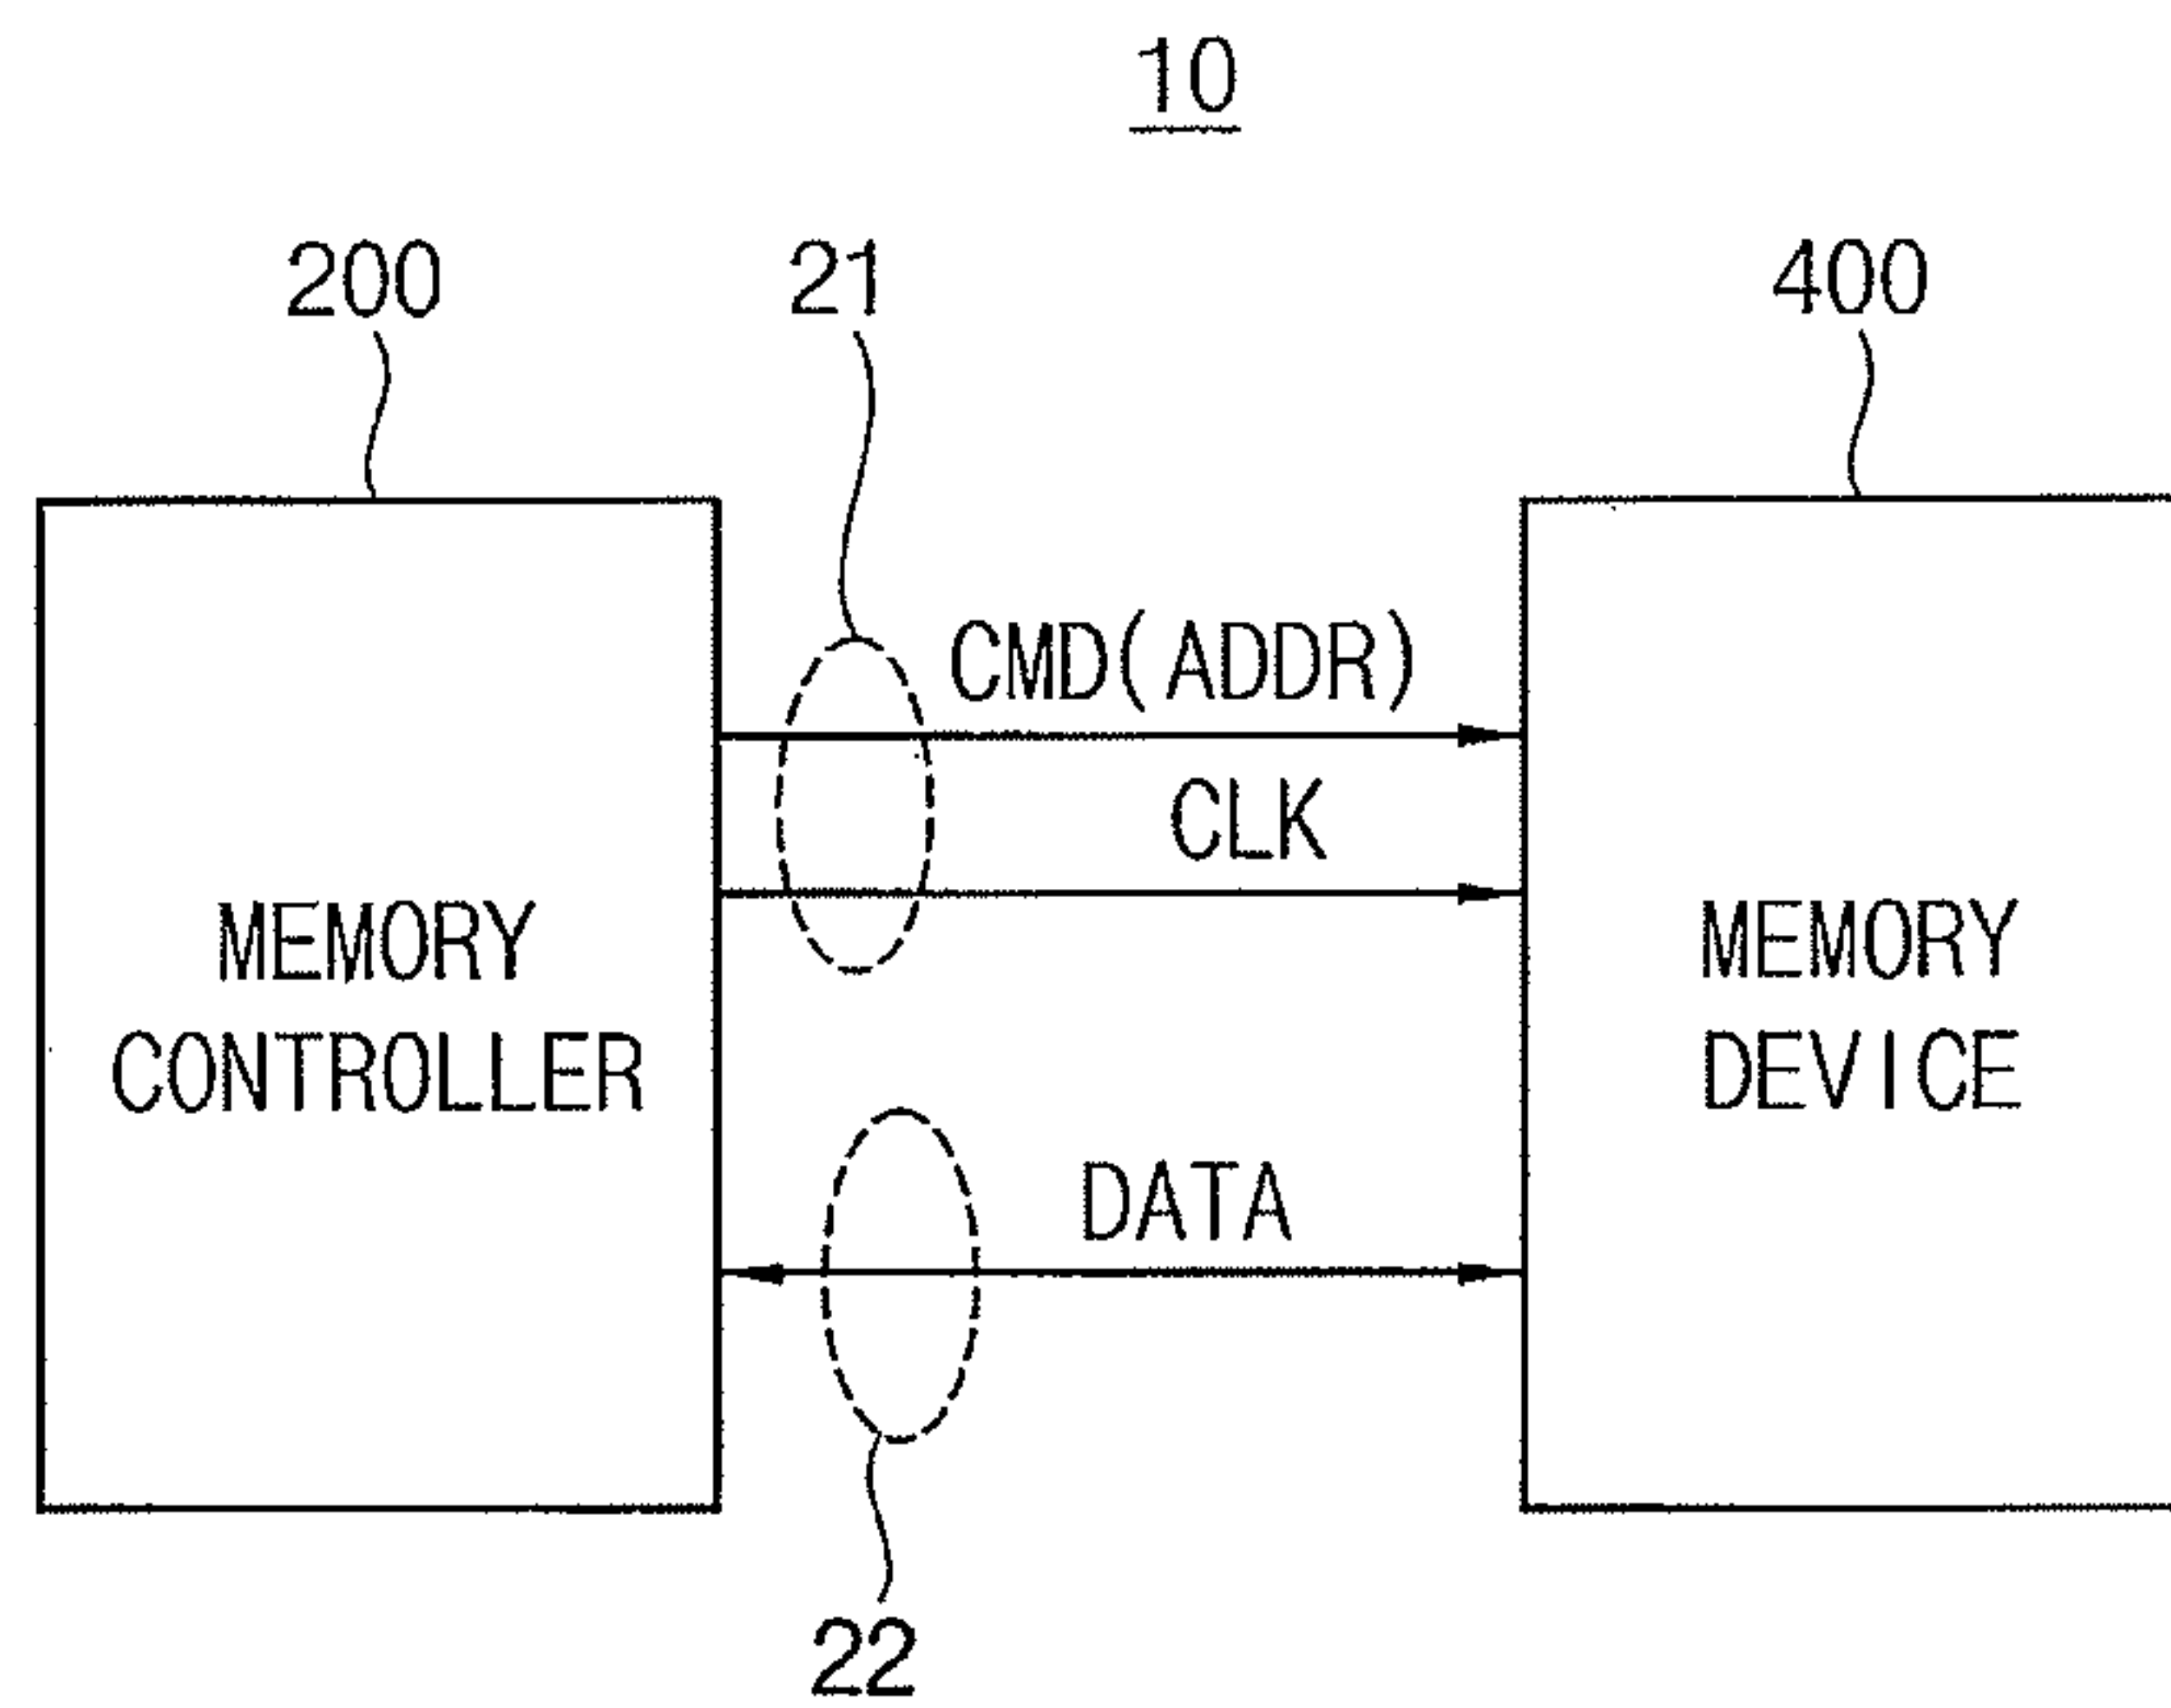 10
200
21
400
CMD(ADDR)
CLK
MEMORY
CONTROLLER
MEMORY
DEVICE
DATA
22